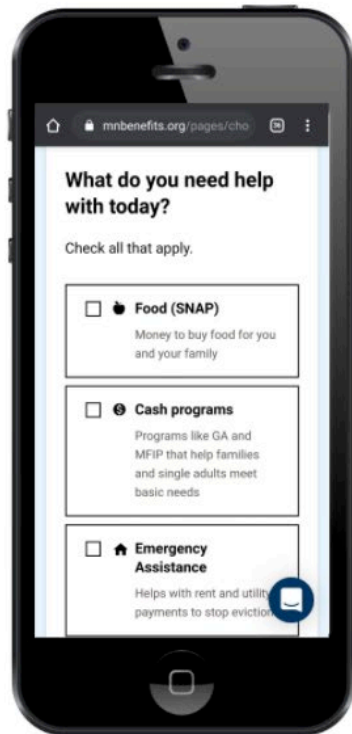 mnbenefits.org/pages/cho
What do you need help
with today?
Check all that apply.
Food (SNAP)
Money to buy food for you
and your family
Cash programs
Programs like GA and
MFIP that help families
and single adults meet
basic needs
Emergency
Assistance
Helps with rent and utility
payments to stop eviction